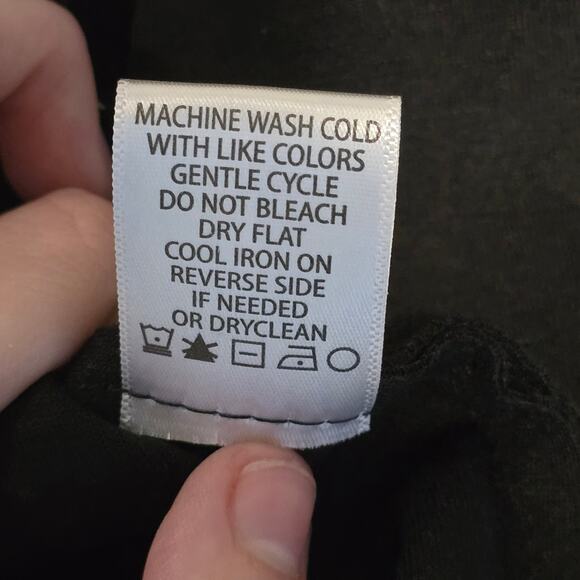 MACHINE WASH COLD
WITH LIKE COLORS
GENTLE CYCLE
DO NOT BLEACH
DRY FLAT
COOL IRON ON
REVERSE SIDE
IF NEEDED
OR DRYCLEAN